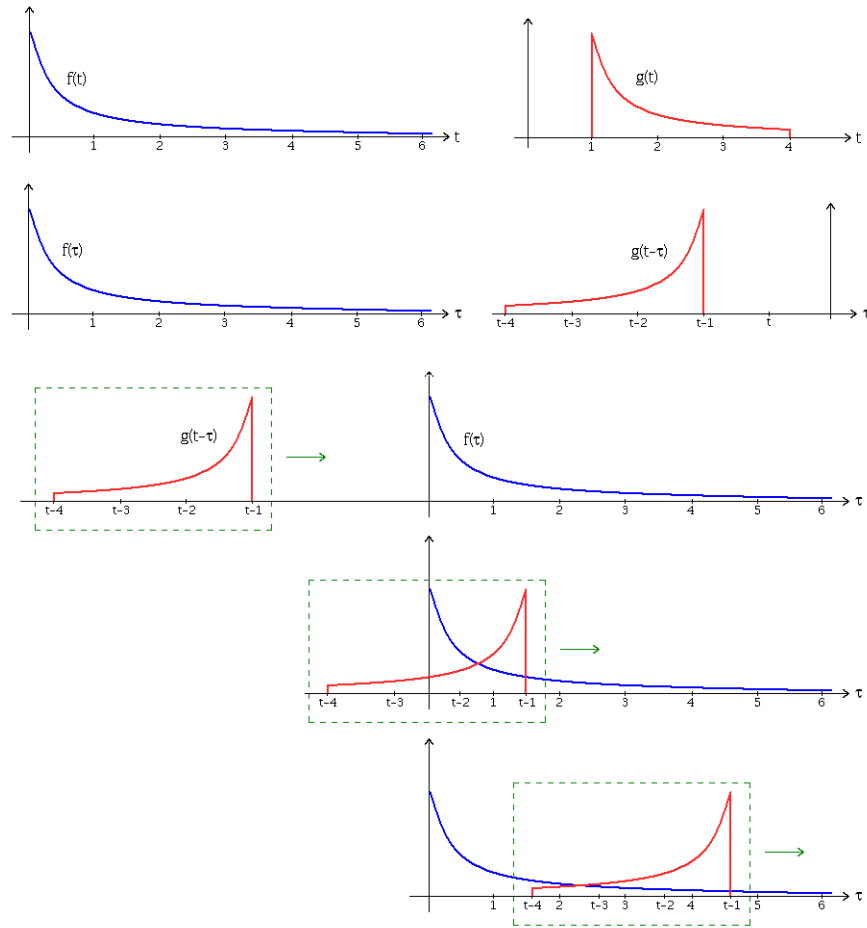 f(t)
g(t)
1 2 3 4 5 6 t
1 2 3 4 t
f(τ)
g(t-τ)
1 2 3 4 5 6 τ
t-4 t-3 t-2 t-1 t τ
g(t-τ)
f(τ)
t-4 t-3 t-2 t-1 1 2 3 4 5 6 τ
t-4 t-3 t-2 1 t-1 2 3 4 5 6 τ
1 t-4 2 t-3 3 t-2 4 t-1 5 6 τ